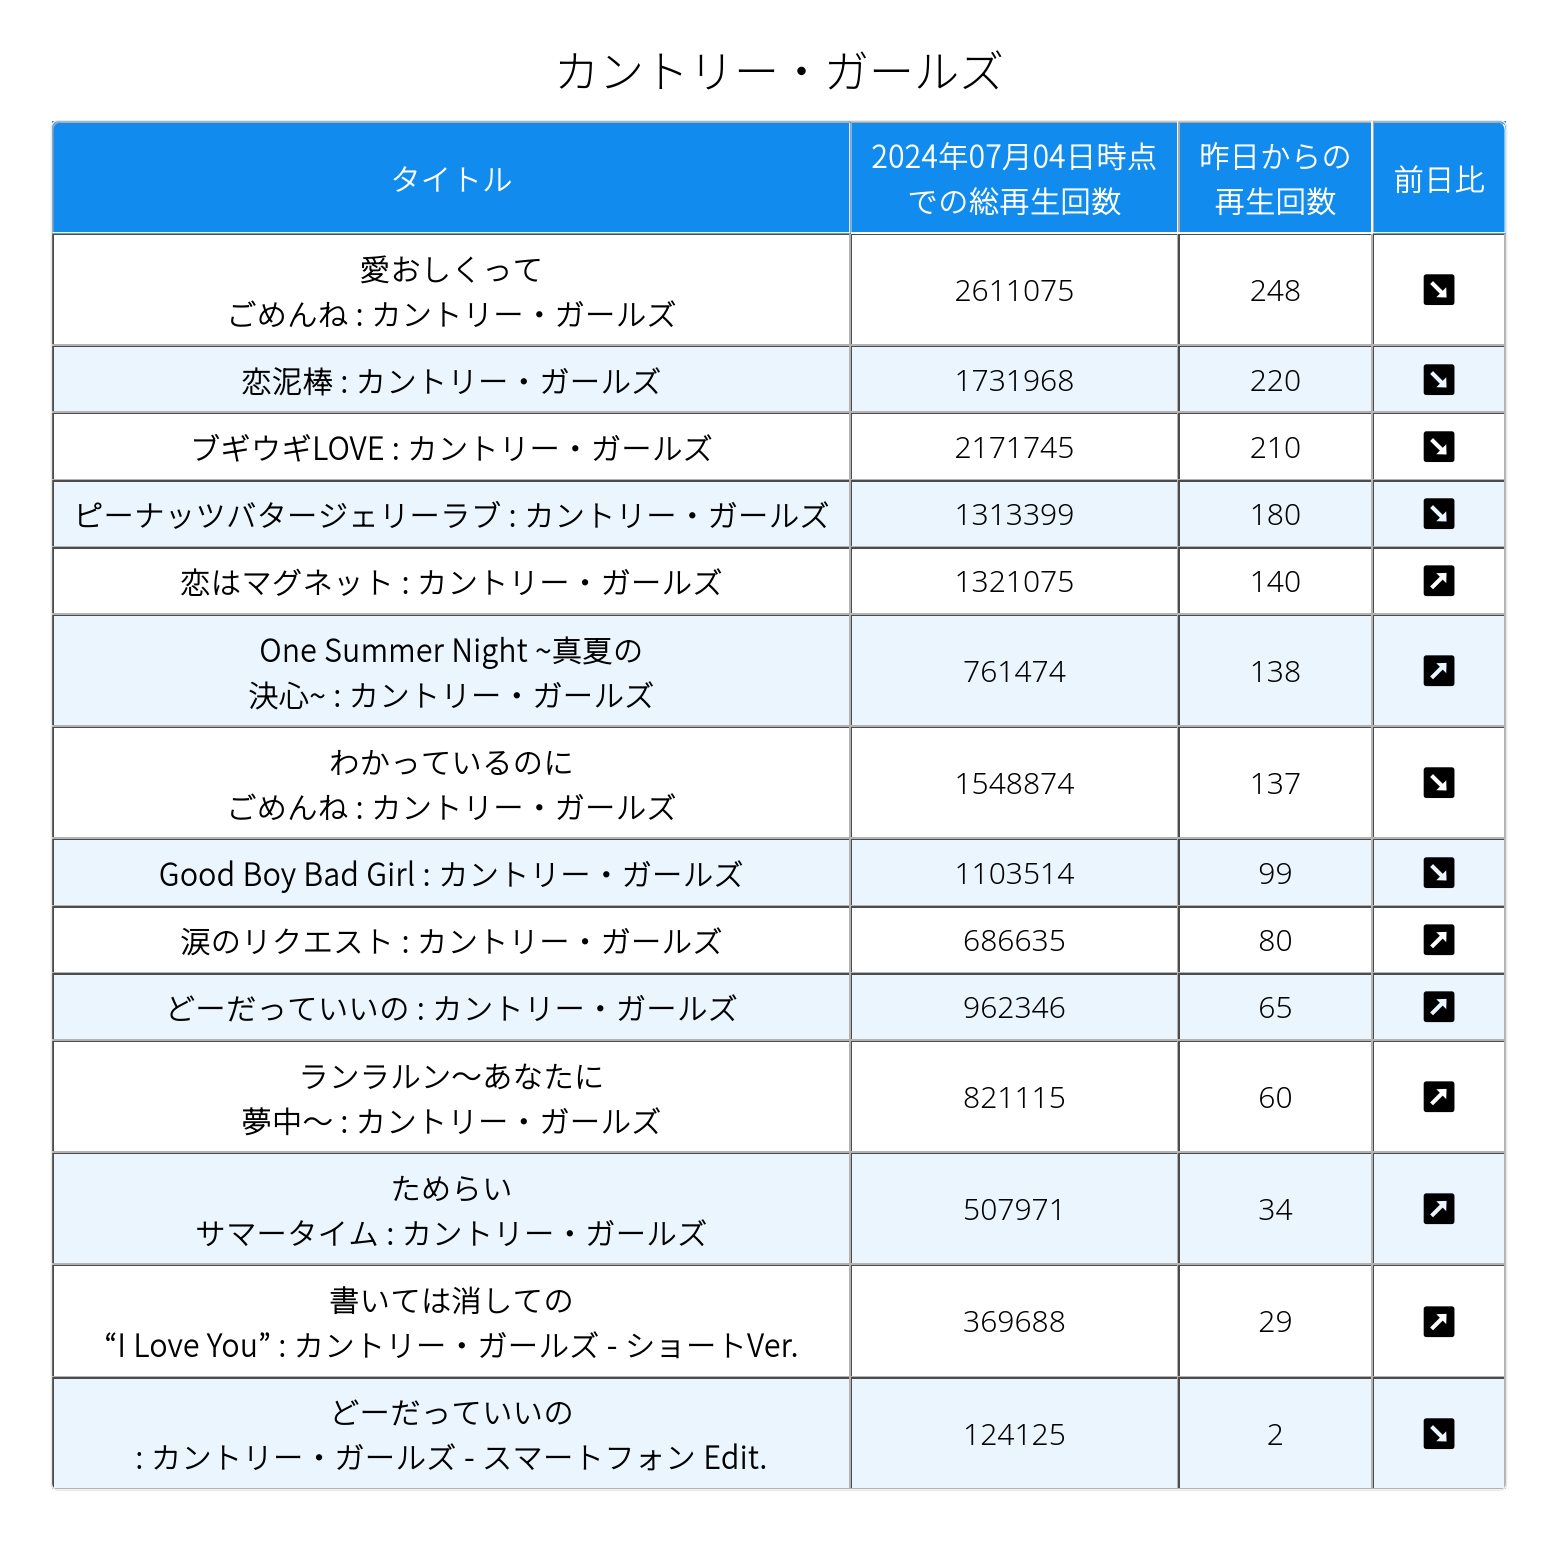 カントリー・ガールズ
タイトル
2024年07月04日時点
での総再生回数
昨日からの
再生回数
前日比
愛おしくって
ごめんね : カントリー・ガールズ
2611075
248
恋泥棒 : カントリー・ガールズ
1731968
220
ブギウギLOVE : カントリー・ガールズ
2171745
210
ピーナッツバタージェリーラブ : カントリー・ガールズ
1313399
180
恋はマグネット : カントリー・ガールズ
1321075
140
One Summer Night ~真夏の
決心~ : カントリー・ガールズ
761474
138
わかっているのに
ごめんね : カントリー・ガールズ
1548874
137
Good Boy Bad Girl : カントリー・ガールズ
1103514
99
涙のリクエスト : カントリー・ガールズ
686635
80
どーだっていいの : カントリー・ガールズ
962346
65
ランラルン〜あなたに
夢中〜 : カントリー・ガールズ
821115
60
ためらい
サマータイム : カントリー・ガールズ
507971
34
書いては消しての
“I Love You” : カントリー・ガールズ - ショートVer.
369688
29
どーだっていいの
: カントリー・ガールズ - スマートフォン Edit.
124125
2